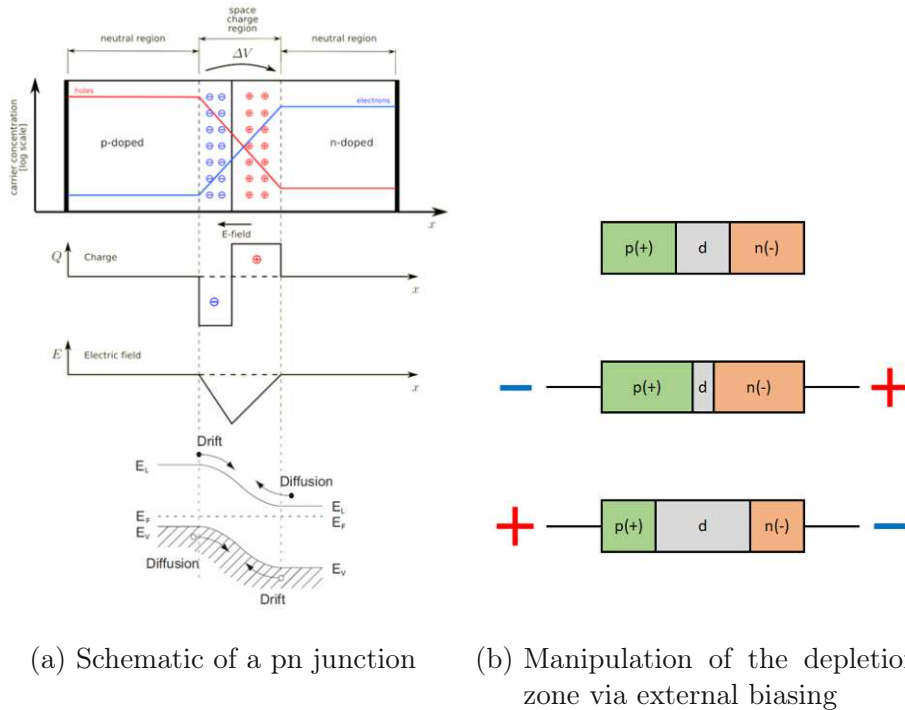 space
charge
region
neutral region
neutral region
ΔV
carrier concentration
[log scale]
holes
electrons
p-doped
n-doped
x
E-field
Q
Charge
x
E
Electric field
x
Drift
E_L
Diffusion
E_L
E_F
E_F
E_V
Diffusion
E_V
Drift
p(+) d n(-)
− p(+) d n(-) +
+ p(+) d n(-) −
(a) Schematic of a pn junction
(b) Manipulation of the depletion
zone via external biasing